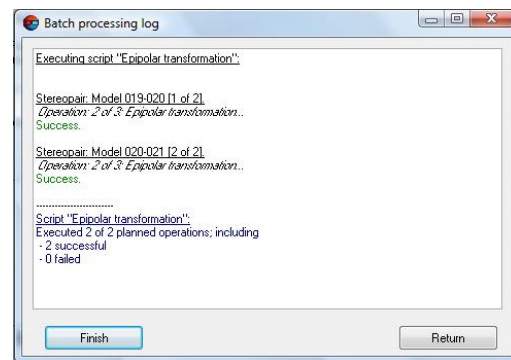 Batch processing log
Executing script "Epipolar transformation":
Stereopair: Model 019-020 [1 of 2].
Operation: 2 of 3: Epipolar transformation...
Success.
Stereopair: Model 020-021 [2 of 2].
Operation: 2 of 3: Epipolar transformation...
Success.
-------------------------
Script "Epipolar transformation":
Executed 2 of 2 planned operations; including
- 2 successful
- 0 failed
Finish
Return